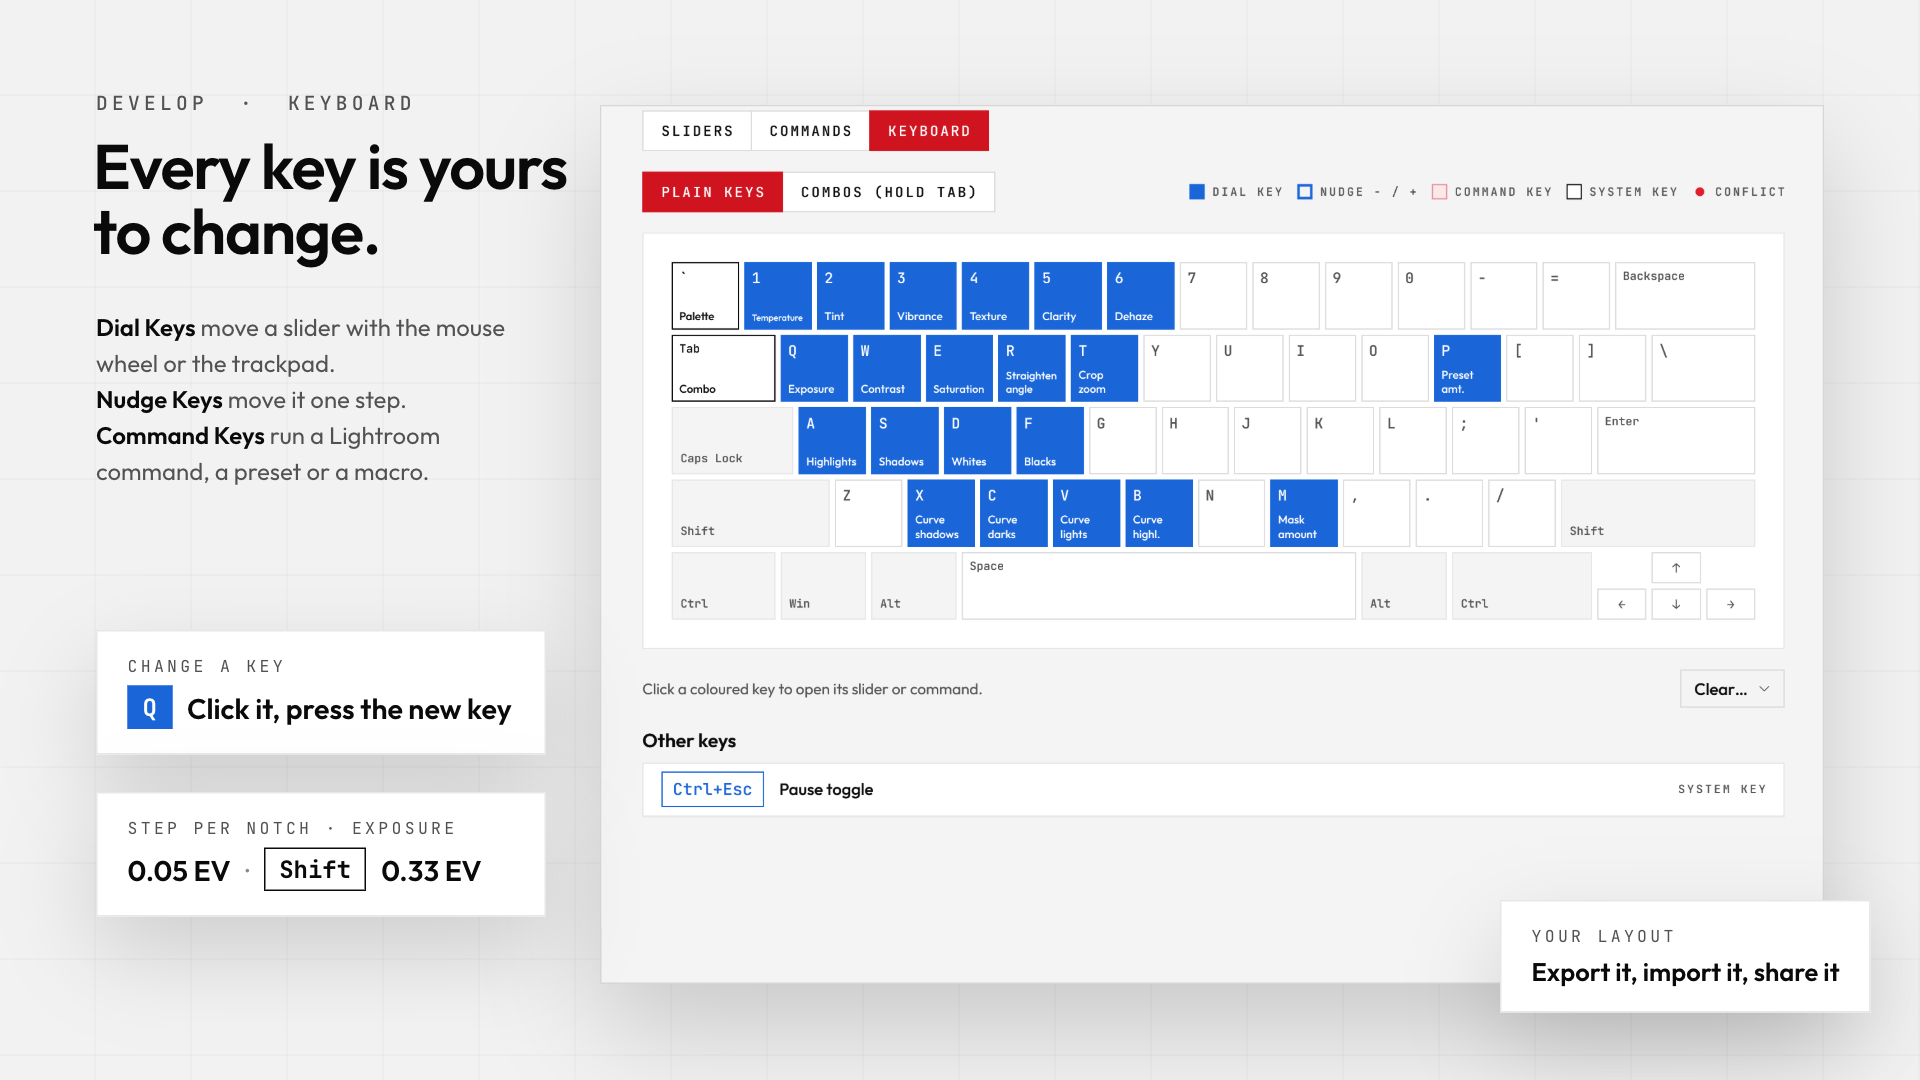 DEVELOP · KEYBOARD
Every key is yours
to change.
Dial Keys move a slider with the mouse
wheel or the trackpad.
Nudge Keys move it one step.
Command Keys run a Lightroom
command, a preset or a macro.
CHANGE A KEY
Q Click it, press the new key
STEP PER NOTCH · EXPOSURE
0.05 EV · Shift 0.33 EV
SLIDERS COMMANDS KEYBOARD
PLAIN KEYS COMBOS (HOLD TAB)
DIAL KEY NUDGE - / + COMMAND KEY SYSTEM KEY CONFLICT
` 1 2 3 4 5 6 7 8 9 0 - = Backspace
Palette Temperature Tint Vibrance Texture Clarity Dehaze
Tab Q W E R T Y U I O P [ ] \
Combo Exposure Contrast Saturation Straighten angle Crop zoom Preset amt.
A S D F G H J K L ; ' Enter
Caps Lock Highlights Shadows Whites Blacks
Z X C V B N M , . /
Shift Curve shadows Curve darks Curve lights Curve highl. Mask amount Shift
Space ↑
Ctrl Win Alt Alt Ctrl ← ↓ →
Click a coloured key to open its slider or command.
Clear...
Other keys
Ctrl+Esc Pause toggle SYSTEM KEY
YOUR LAYOUT
Export it, import it, share it